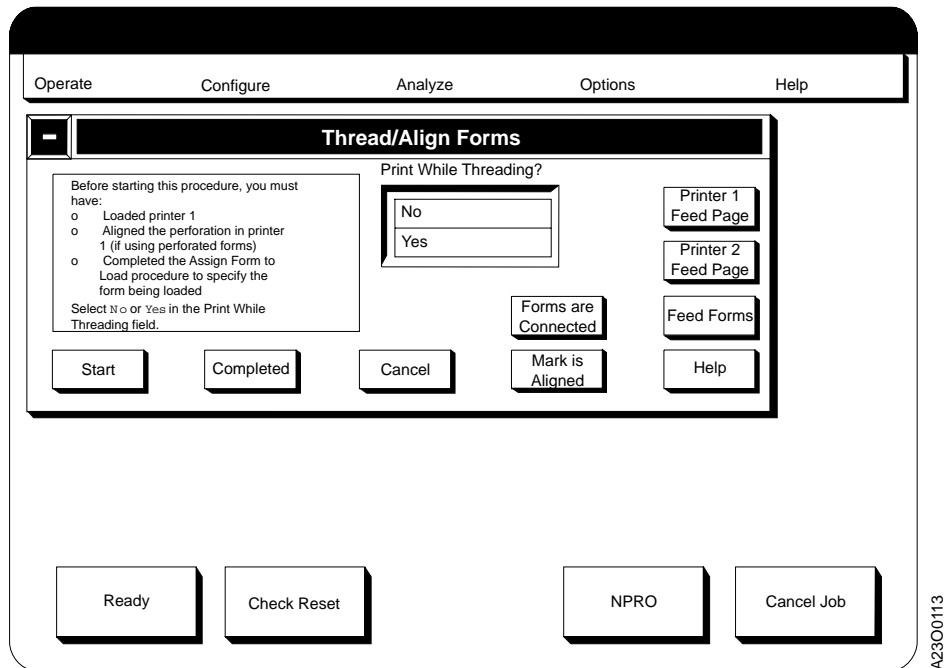 Operate Configure Analyze Options Help
Thread/Align Forms
Before starting this procedure, you must
have:
o Loaded printer 1
o Aligned the perforation in printer
1 (if using perforated forms)
o Completed the Assign Form to
Load procedure to specify the
form being loaded
Select No or Yes in the Print While
Threading field.
Print While Threading?
No
Yes
Printer 1
Feed Page
Printer 2
Feed Page
Forms are
Connected
Feed Forms
Start
Completed
Cancel
Mark is
Aligned
Help
Ready
Check Reset
NPRO
Cancel Job
A23O0113